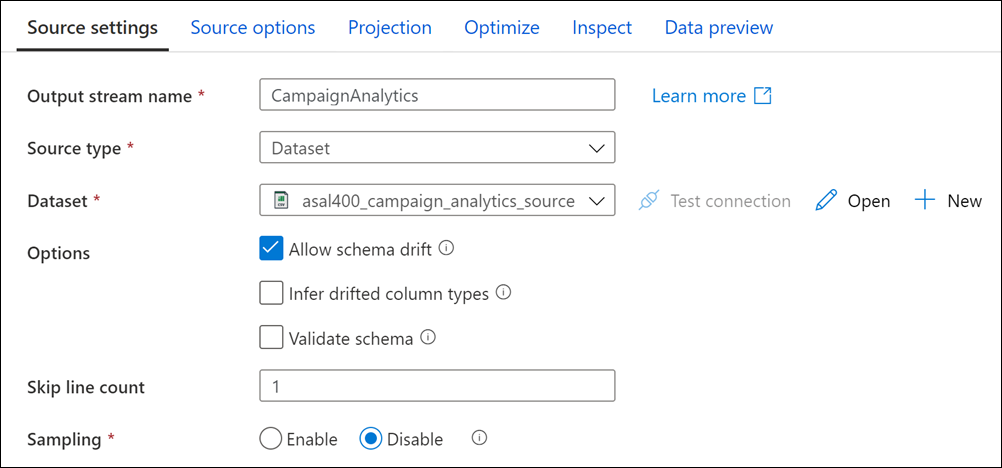 Source settings Source options Projection Optimize Inspect Data preview
Output stream name * CampaignAnalytics Learn more
Source type * Dataset
Dataset * asal400_campaign_analytics_source Test connection Open New
Options Allow schema drift
Infer drifted column types
Validate schema
Skip line count 1
Sampling * Enable Disable